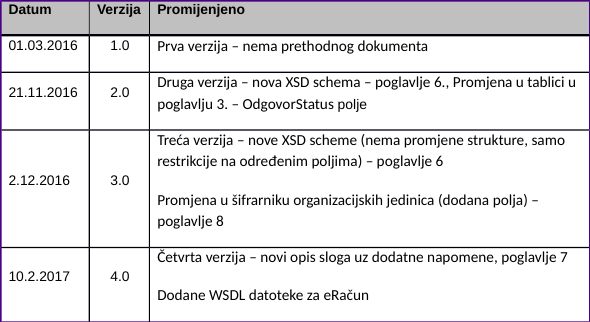 Datum Verzija Promijenjeno
01.03.2016 1.0 Prva verzija – nema prethodnog dokumenta
21.11.2016 2.0 Druga verzija – nova XSD schema – poglavlje 6., Promjena u tablici u
poglavlju 3. – OdgovorStatus polje
2.12.2016 3.0 Treća verzija – nove XSD scheme (nema promjene strukture, samo
restrikcije na određenim poljima) – poglavlje 6
Promjena u šifrarniku organizacijskih jedinica (dodana polja) –
poglavlje 8
10.2.2017 4.0 Četvrta verzija – novi opis sloga uz dodatne napomene, poglavlje 7
Dodane WSDL datoteke za eRačun